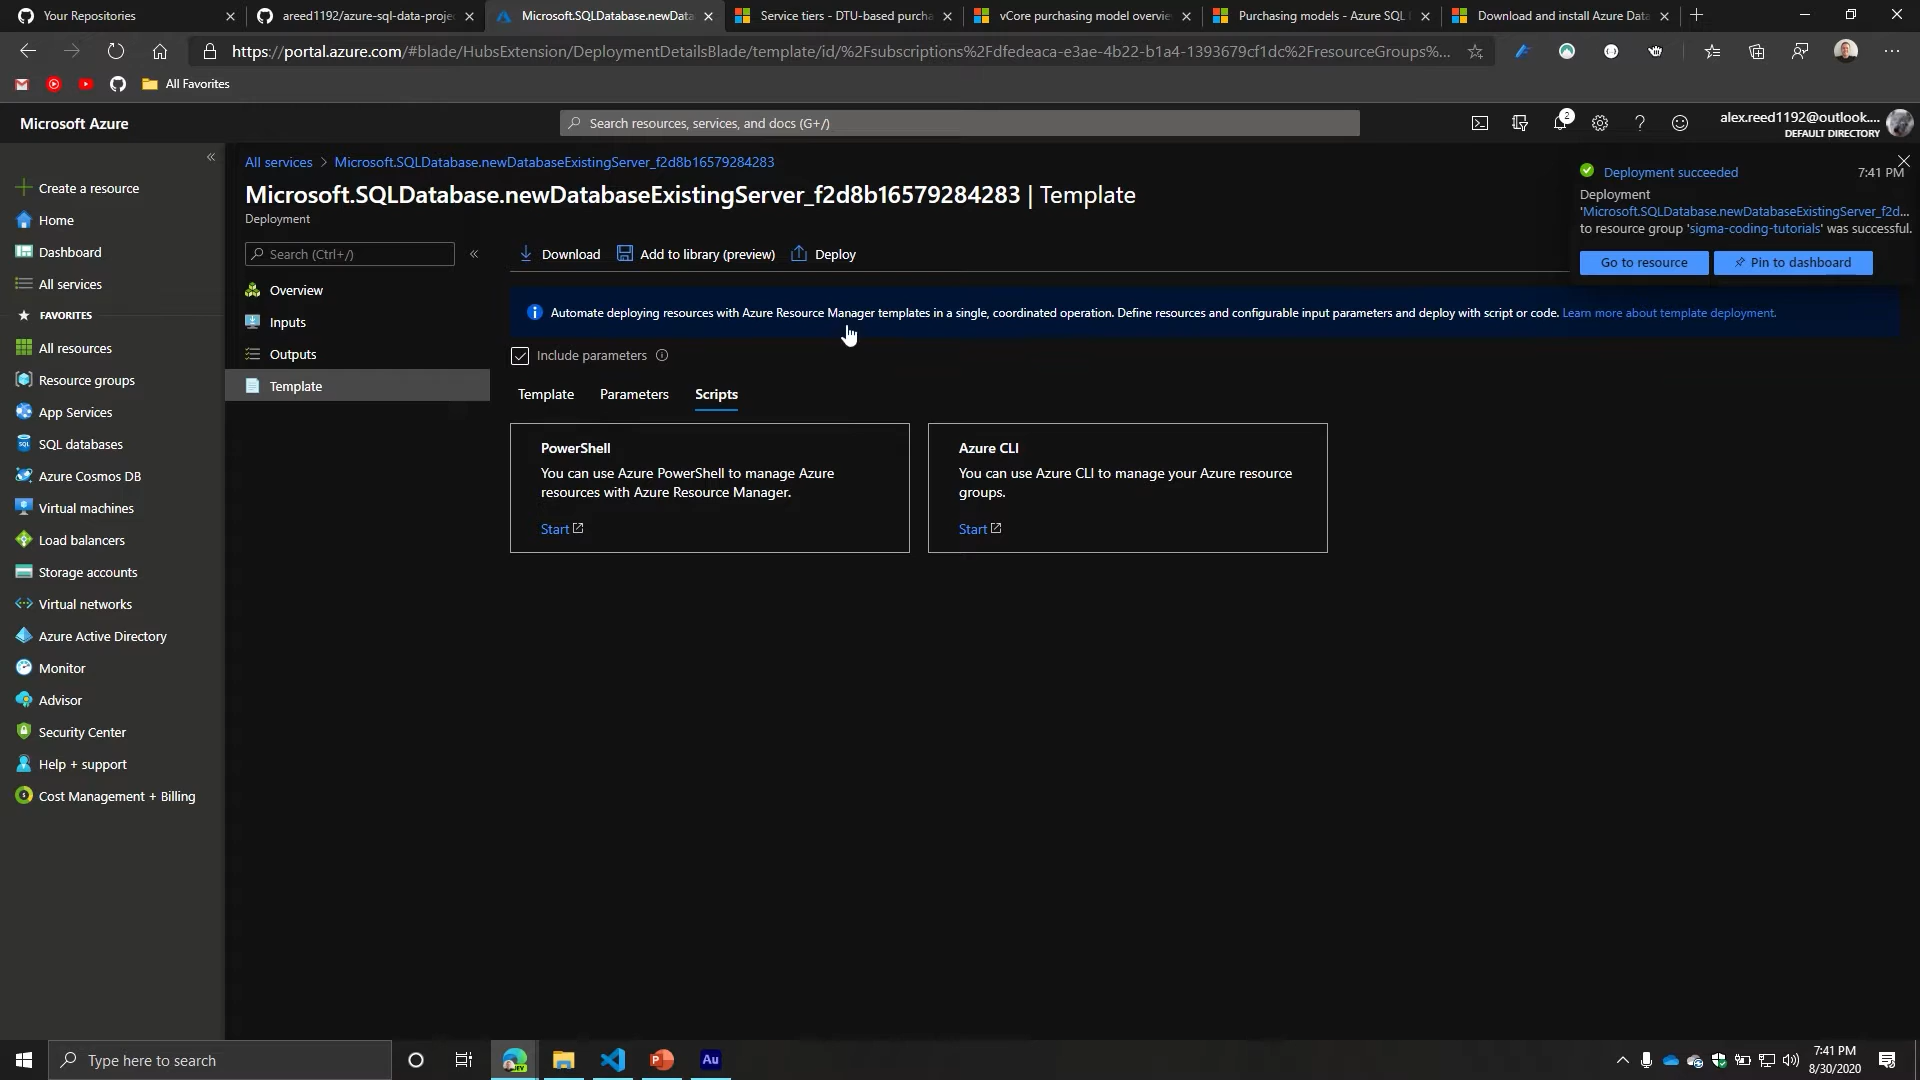 Your Repositories
areed1192/azure-sql-data-proje
Microsoft.SQLDatabase.newData
Service tiers - DTU-based purcha
vCore purchasing model overvie
Purchasing models - Azure SQL
Download and install Azure Data
https://portal.azure.com/#blade/HubsExtension/DeploymentDetailsBlade/template/id/%2Fsubscriptions%2Fdfedeaca-e3ae-4b22-b1a4-1393679cf1dc%2FresourceGroups%...
All Favorites
Microsoft Azure
Search resources, services, and docs (G+/)
2
alex.reed1192@outlook....
DEFAULT DIRECTORY
All services > Microsoft.SQLDatabase.newDatabaseExistingServer_f2d8b16579284283
Microsoft.SQLDatabase.newDatabaseExistingServer_f2d8b16579284283 | Template
Deployment
Deployment succeeded 7:41 PM
Deployment
'Microsoft.SQLDatabase.newDatabaseExistingServer_f2d...
to resource group 'sigma-coding-tutorials' was successful.
Go to resource
Pin to dashboard
Create a resource
Home
Dashboard
All services
FAVORITES
All resources
Resource groups
App Services
SQL databases
Azure Cosmos DB
Virtual machines
Load balancers
Storage accounts
Virtual networks
Azure Active Directory
Monitor
Advisor
Security Center
Help + support
Cost Management + Billing
Search (Ctrl+/)
Overview
Inputs
Outputs
Template
Download
Add to library (preview)
Deploy
Automate deploying resources with Azure Resource Manager templates in a single, coordinated operation. Define resources and configurable input parameters and deploy with script or code. Learn more about template deployment.
Include parameters
Template
Parameters
Scripts
PowerShell
You can use Azure PowerShell to manage Azure
resources with Azure Resource Manager.
Start
Azure CLI
You can use Azure CLI to manage your Azure resource
groups.
Start
Type here to search
Au
7:41 PM
8/30/2020